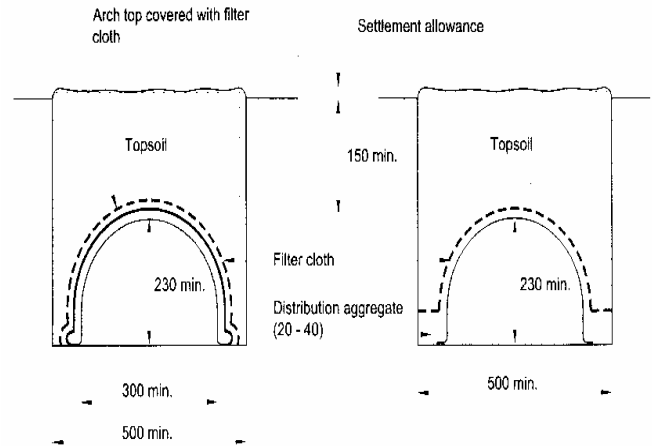 Arch top covered with filter
cloth
Settlement allowance
Topsoil
150 min.
Topsoil
230 min.
Filter cloth
230 min.
Distribution aggregate
(20 - 40)
300 min.
500 min.
500 min.